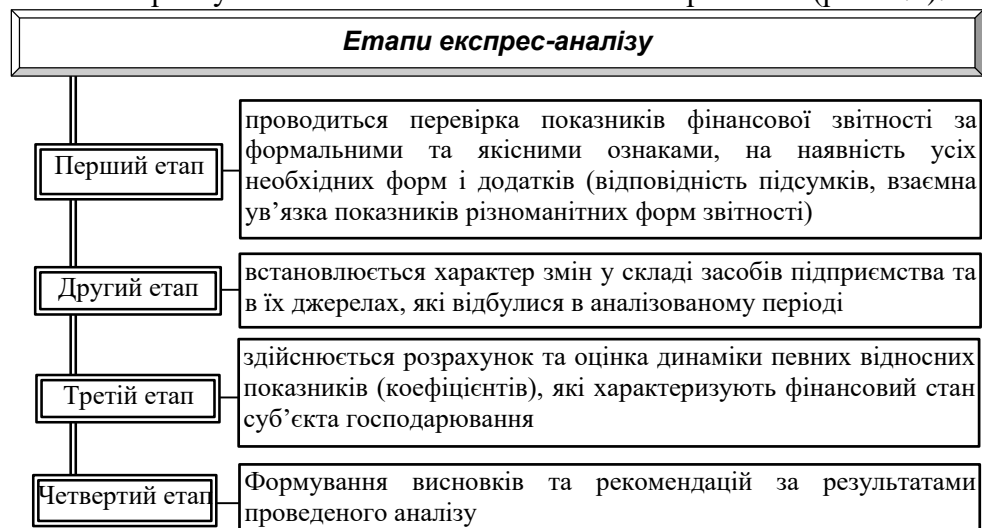 Етапи експрес-аналізу
Перший етап
проводиться перевірка показників фінансової звітності за
формальними та якісними ознаками, на наявність усіх
необхідних форм і додатків (відповідність підсумків, взаємна
ув’язка показників різноманітних форм звітності)
Другий етап
встановлюється характер змін у складі засобів підприємства та
в їх джерелах, які відбулися в аналізованому періоді
Третій етап
здійснюється розрахунок та оцінка динаміки певних відносних
показників (коефіцієнтів), які характеризують фінансовий стан
суб’єкта господарювання
Четвертий етап
Формування висновків та рекомендацій за результатами
проведеного аналізу